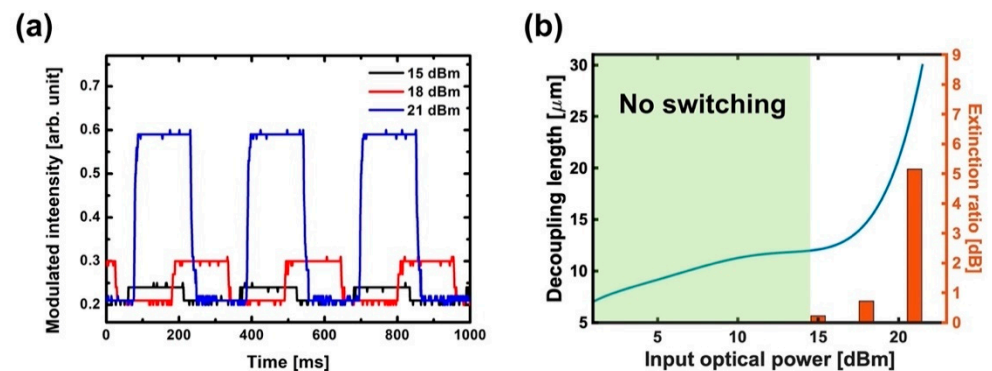 (a)
0.7
0.6
0.5
0.4
0.3
0.2
0 200 400 600 800 1000
Modulated inteensity [arb. unit]
Time [ms]
15 dBm
18 dBm
21 dBm
(b)
30
25
20
15
10
5
5 10 15 20
9
8
7
6
5
4
3
2
1
0
No switching
Decoupling length [μm]
Input optical power [dBm]
Extinction ratio [dB]